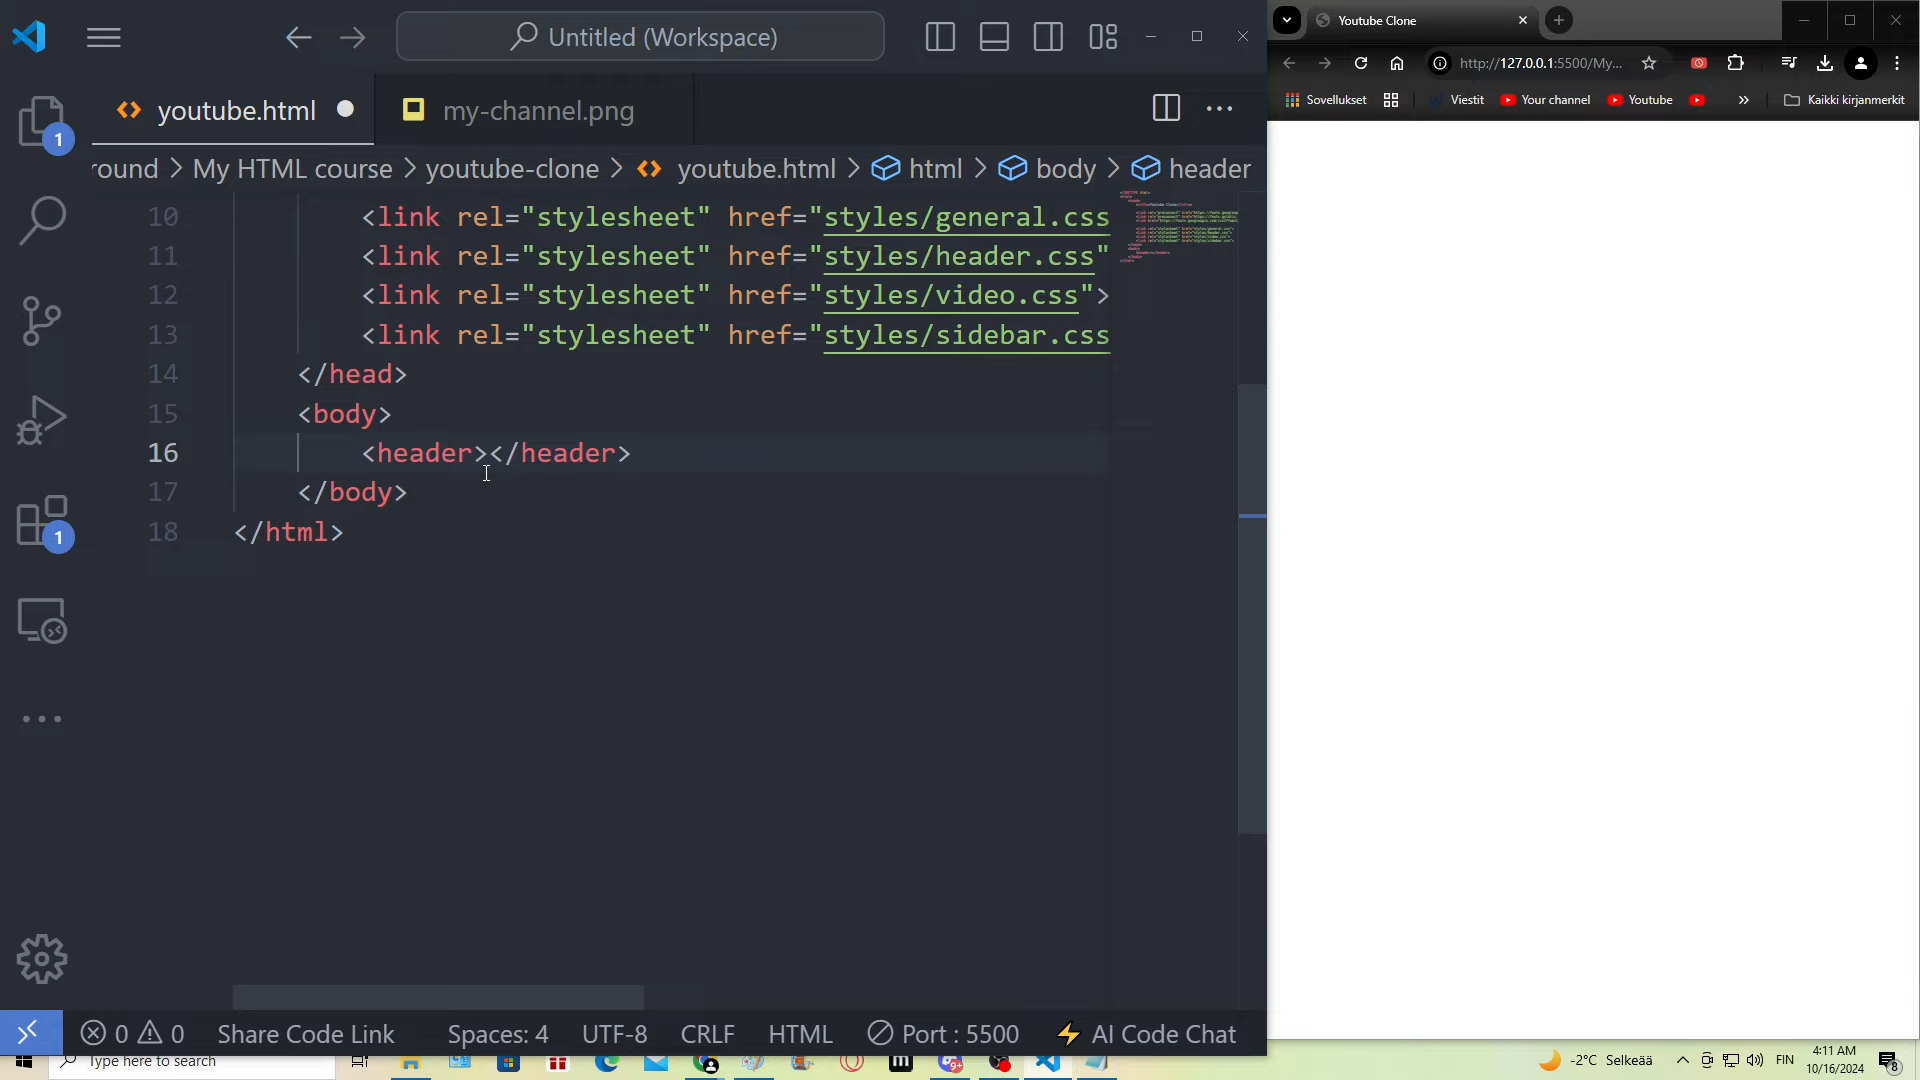 Untitled (Workspace)
youtube.html
my-channel.png
round > My HTML course > youtube-clone > youtube.html > html > body > header
10 <link rel="stylesheet" href="styles/general.css
11 <link rel="stylesheet" href="styles/header.css"
12 <link rel="stylesheet" href="styles/video.css">
13 <link rel="stylesheet" href="styles/sidebar.css
14 </head>
15 <body>
16 <header></header>
17 </body>
18 </html>
1
1
0 0 Share Code Link Spaces: 4 UTF-8 CRLF HTML Port : 5500 AI Code Chat
Youtube Clone
http://127.0.0.1:5500/My...
Sovellukset Viestit Your channel Youtube » Kaikki kirjanmerkit
Type here to search
9+
-2°C Selkeää
FIN
4:11 AM
10/16/2024
8